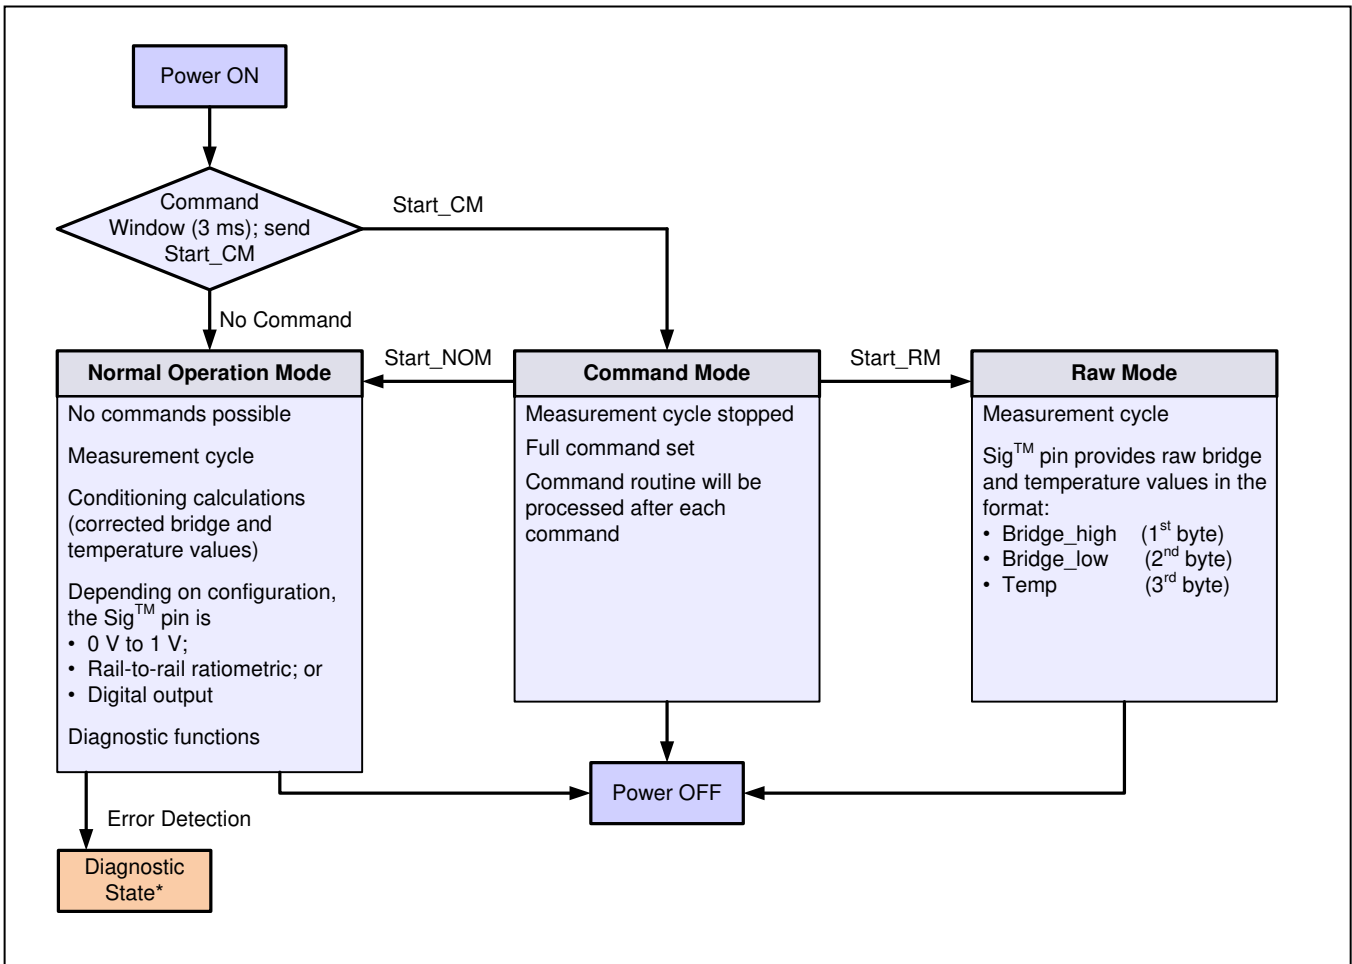 Power ON
Command
Window (3 ms); send
Start_CM
Start_CM
No Command
Normal Operation Mode
No commands possible
Measurement cycle
Conditioning calculations
(corrected bridge and
temperature values)
Depending on configuration,
the Sig™ pin is
• 0 V to 1 V;
• Rail-to-rail ratiometric; or
• Digital output
Diagnostic functions
Start_NOM
Command Mode
Measurement cycle stopped
Full command set
Command routine will be
processed after each
command
Start_RM
Raw Mode
Measurement cycle
Sig™ pin provides raw bridge
and temperature values in the
format:
• Bridge_high (1st byte)
• Bridge_low (2nd byte)
• Temp (3rd byte)
Power OFF
Error Detection
Diagnostic
State*